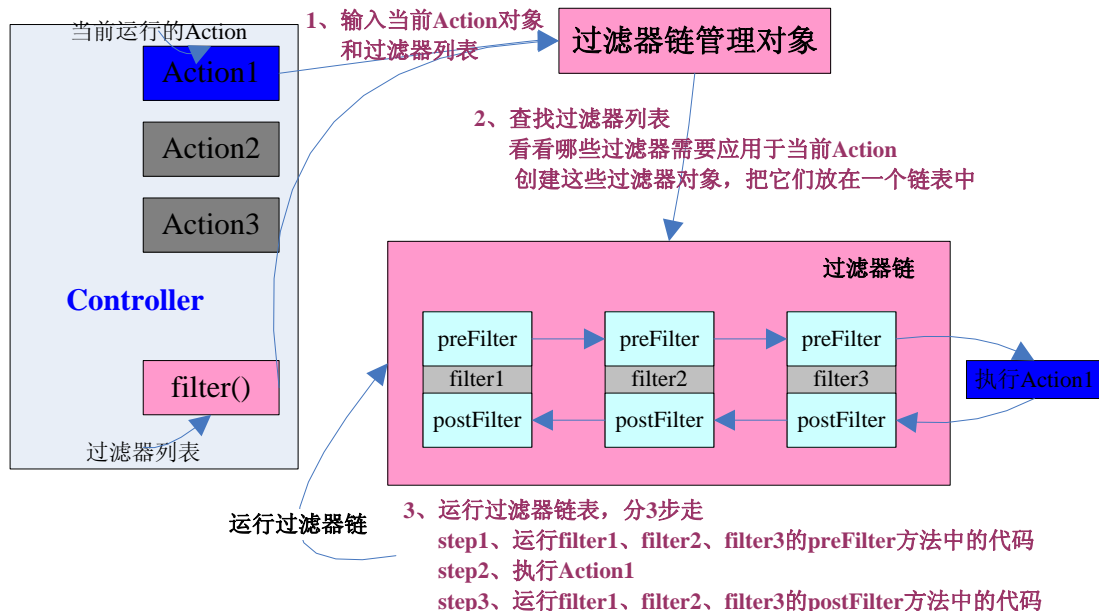 当前运行的Action
Action1
Action2
Action3
Controller
filter()
过滤器列表
1、输入当前Action对象
和过滤器列表
过滤器链管理对象
2、查找过滤器列表
看看哪些过滤器需要应用于当前Action
创建这些过滤器对象，把它们放在一个链表中
过滤器链
preFilter
preFilter
preFilter
filter1
filter2
filter3
执行Action1
postFilter
postFilter
postFilter
运行过滤器链
3、运行过滤器链表，分3步走
step1、运行filter1、filter2、filter3的preFilter方法中的代码
step2、执行Action1
step3、运行filter1、filter2、filter3的postFilter方法中的代码